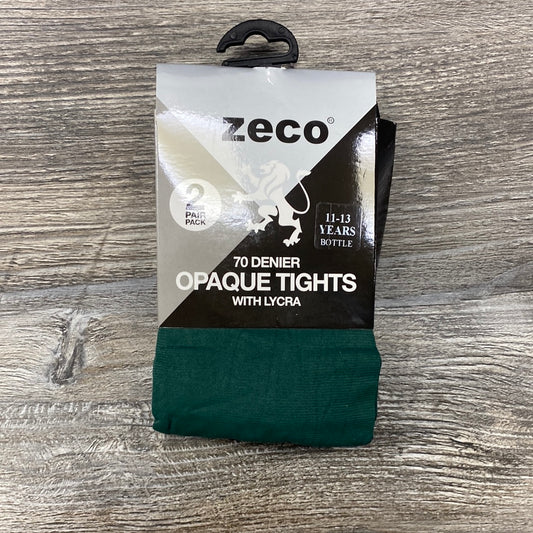 zeco®
2
PAIR
PACK
11-13
YEARS
BOTTLE
70 DENIER
OPAQUE TIGHTS
WITH LYCRA